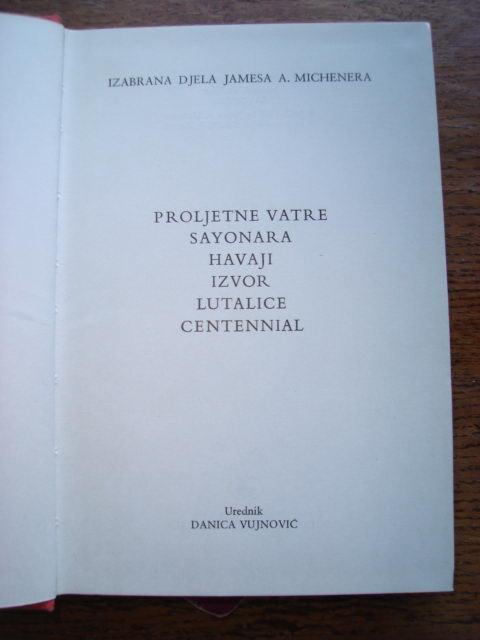 IZABRANA DJELA JAMESA A. MICHENERA
PROLJETNE VATRE
SAYONARA
HAVAJI
IZVOR
LUTALICE
CENTENNIAL
Urednik
DANICA VUJNOVIĆ